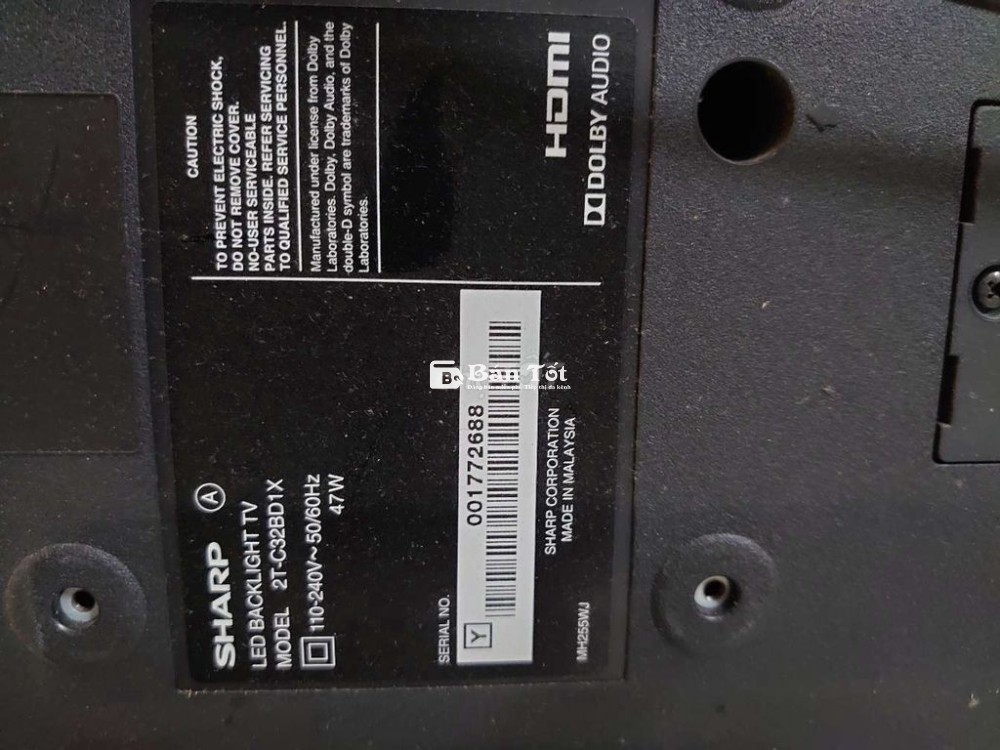 SHARP A
LED BACKLIGHT TV
MODEL 2T-C32BD1X
110-240V~ 50/60Hz
47W
SERIAL NO.
Y
001772688
SHARP CORPORATION
MADE IN MALAYSIA
MH255WJ
CAUTION
TO PREVENT ELECTRIC SHOCK,
DO NOT REMOVE COVER.
NO-USER SERVICEABLE
PARTS INSIDE. REFER SERVICING
TO QUALIFIED SERVICE PERSONNEL.
Manufactured under license from Dolby
Laboratories. Dolby, Dolby Audio, and the
double-D symbol are trademarks of Dolby
Laboratories.
HDMI
DOLBY AUDIO
B
Bán Tốt